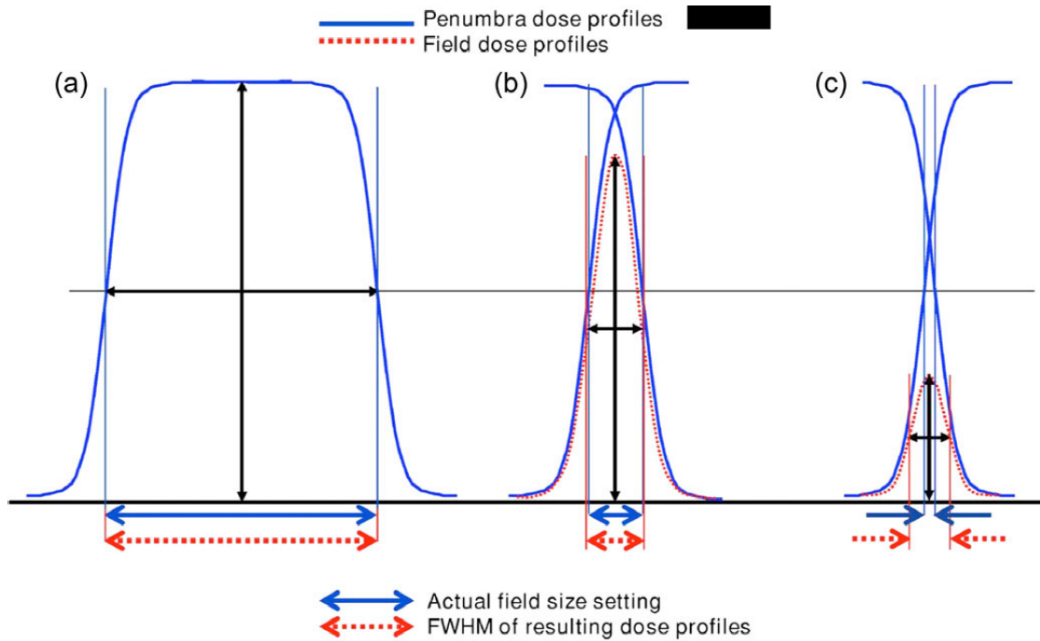 Penumbra dose profiles
Field dose profiles
(a)
(b)
(c)
Actual field size setting
FWHM of resulting dose profiles